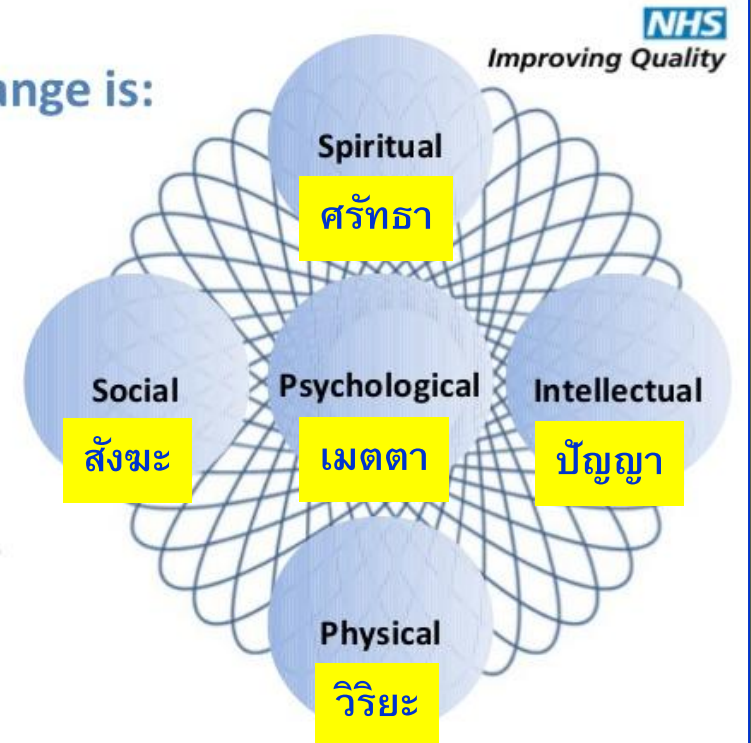 NHS
Improving Quality
ange is:
Spiritual
ศรัทธา
Social
สังฆะ
Psychological
เมตตา
Intellectual
ปัญญา
Physical
วิริยะ